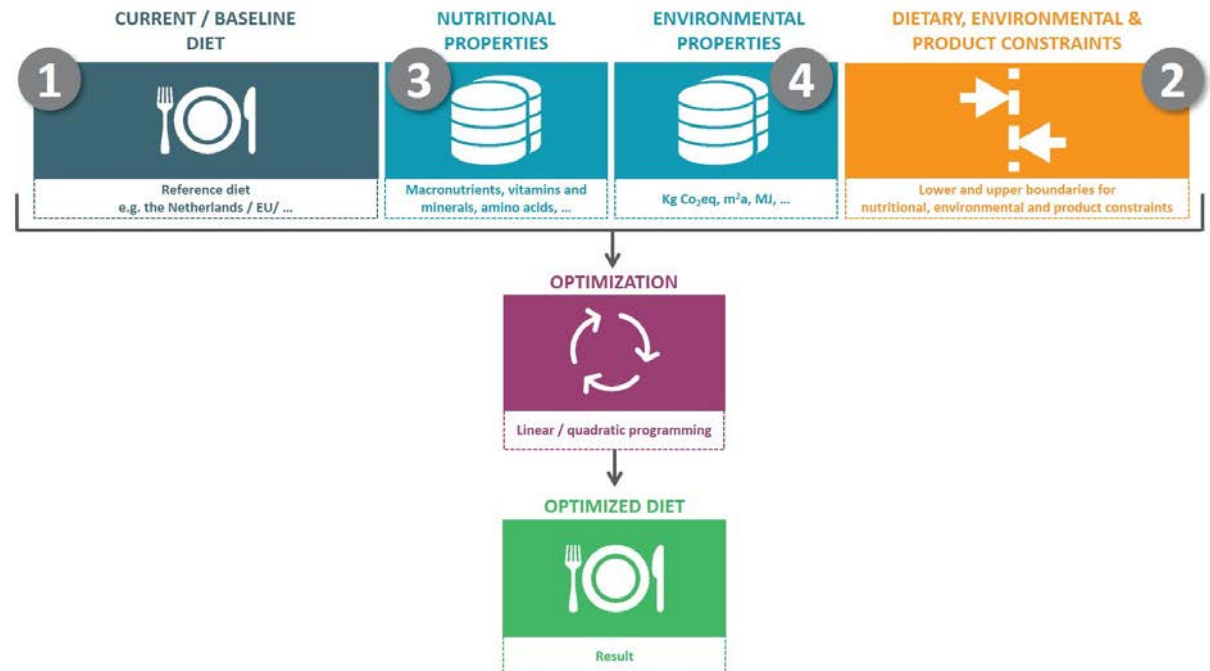 CURRENT / BASELINE
DIET
NUTRITIONAL
PROPERTIES
ENVIRONMENTAL
PROPERTIES
DIETARY, ENVIRONMENTAL &
PRODUCT CONSTRAINTS
1
3
4
2
Reference diet
e.g. the Netherlands / EU/ ...
Macronutrients, vitamins and
minerals, amino acids, ...
Kg Co₂eq, m²a, MJ, ...
Lower and upper boundaries for
nutritional, environmental and product constraints
OPTIMIZATION
Linear / quadratic programming
OPTIMIZED DIET
Result